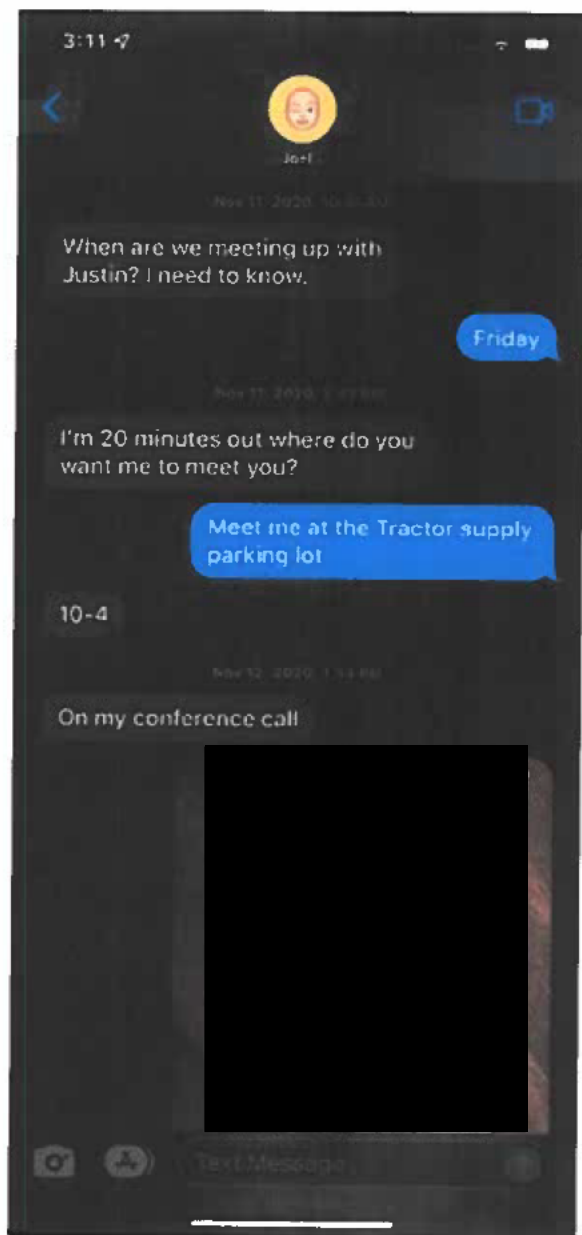 3:11
Joel
When are we meeting up with
Justin? I need to know.
Friday
I'm 20 minutes out where do you
want me to meet you?
Meet me at the Tractor supply
parking lot
10-4
On my conference call
Text Message